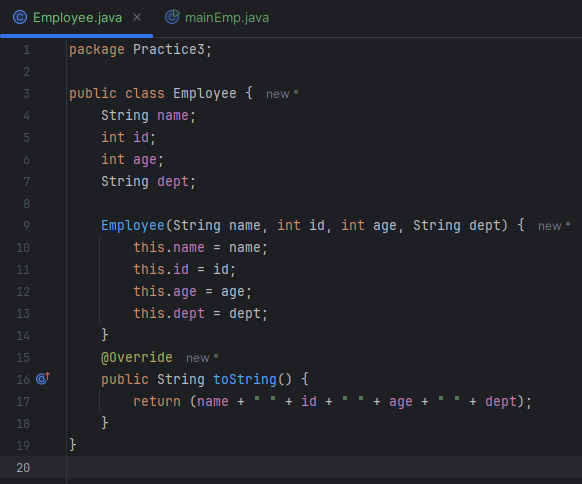 Employee.java × mainEmp.java
1 package Practice3;
2
3 public class Employee { new *
4 String name;
5 int id;
6 int age;
7 String dept;
8
9 Employee(String name, int id, int age, String dept) { new *
10 this.name = name;
11 this.id = id;
12 this.age = age;
13 this.dept = dept;
14 }
15 @Override new *
16 public String toString() {
17 return (name + " " + id + " " + age + " " + dept);
18 }
19 }
20